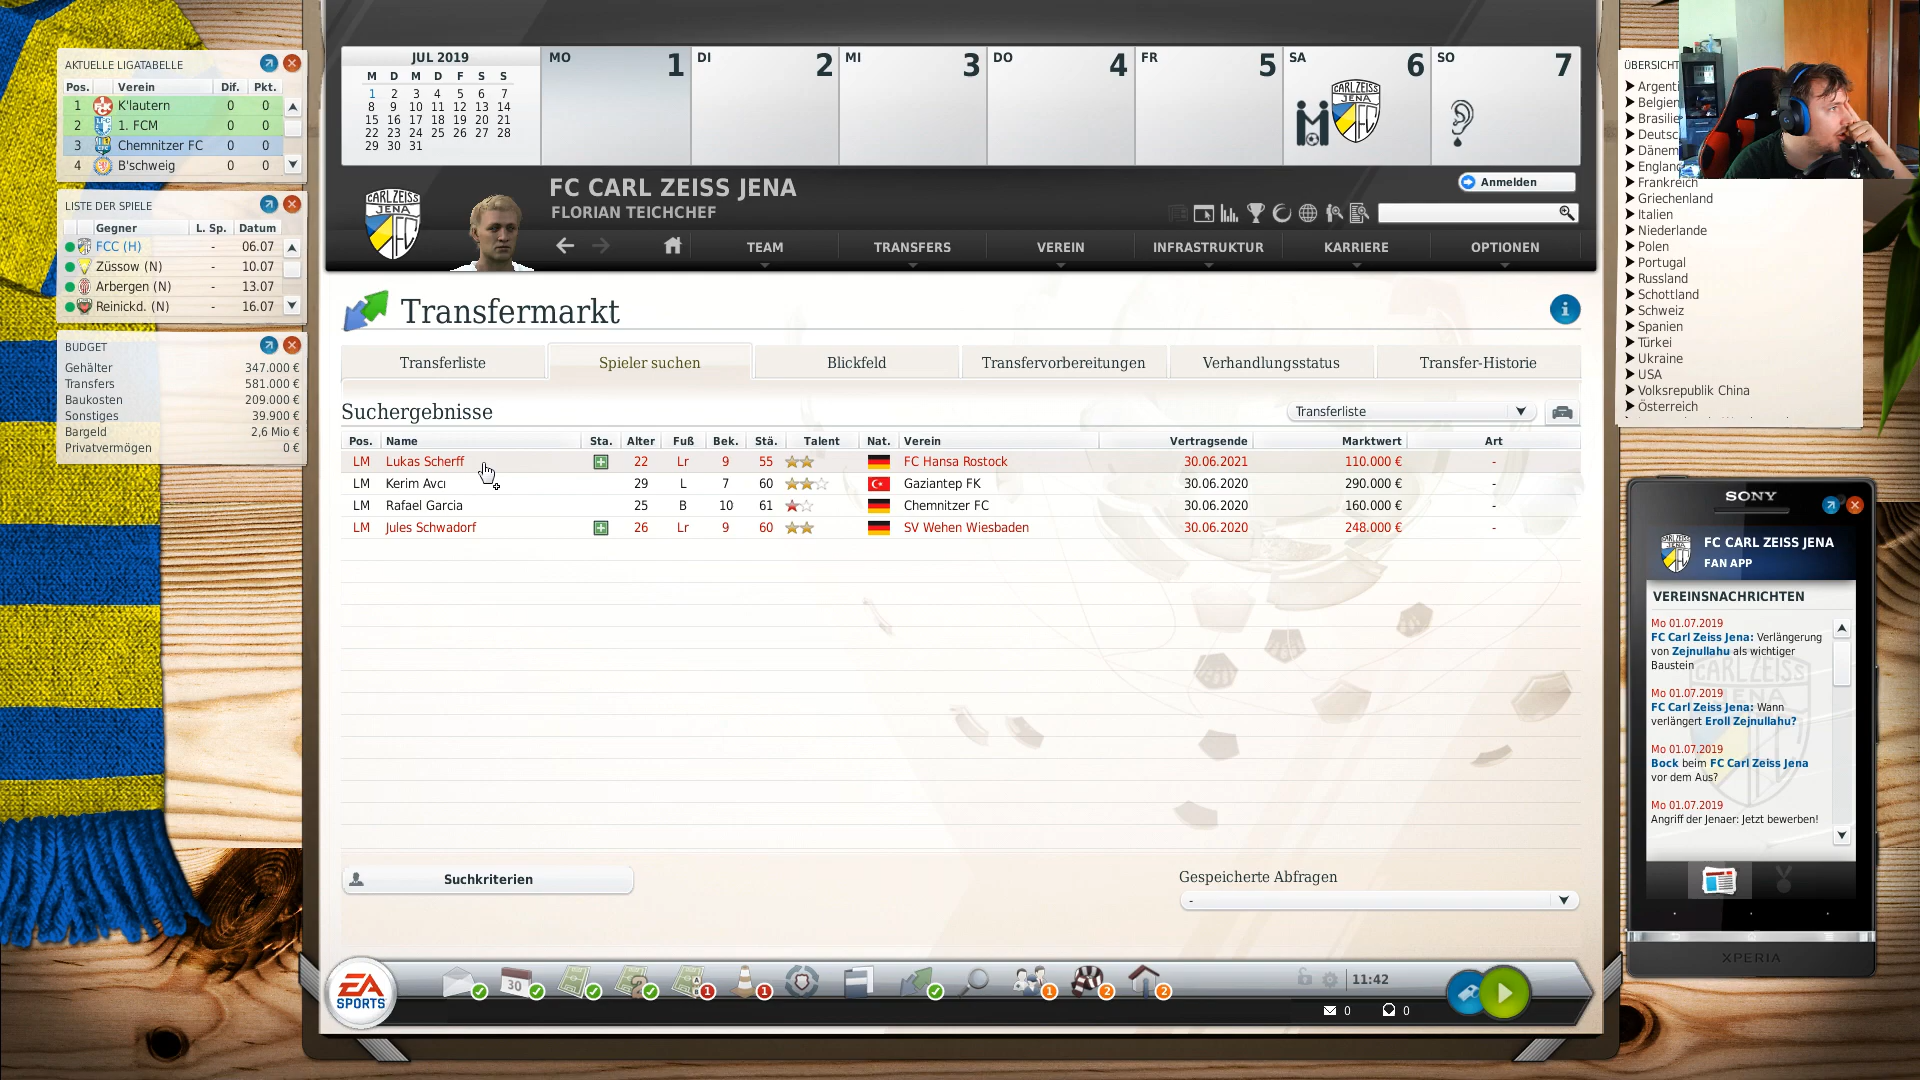 AKTUELLE LIGATABELLE
Pos. Verein Dif. Pkt.
1 K'lautern 0 0
2 1. FCM 0 0
3 Chemnitzer FC 0 0
4 B'schweig 0 0
LISTE DER SPIELE
Gegner L. Sp. Datum
FCC (H) - 06.07
Züssow (N) - 10.07
Arbergen (N) - 13.07
Reinickd. (N) - 16.07
BUDGET
Gehälter 347.000 €
Transfers 581.000 €
Baukosten 209.000 €
Sonstiges 39.900 €
Bargeld 2,6 Mio €
Privatvermögen 0 €
JUL 2019
M D M D F S S
1 2 3 4 5 6 7
8 9 10 11 12 13 14
15 16 17 18 19 20 21
22 23 24 25 26 27 28
29 30 31
MO 1 DI 2 MI 3 DO 4 FR 5 SA 6 SO 7
CARL ZEISS JENA
FC CARL ZEISS JENA
FLORIAN TEICHCHEF
Anmelden
TEAM TRANSFERS VEREIN INFRASTRUKTUR KARRIERE OPTIONEN
Transfermarkt
Transferliste Spieler suchen Blickfeld Transfervorbereitungen Verhandlungsstatus Transfer-Historie
Suchergebnisse Transferliste
Pos. Name Sta. Alter Fuß Bek. Stä. Talent Nat. Verein Vertragsende Marktwert Art
LM Lukas Scherff 22 Lr 9 55 FC Hansa Rostock 30.06.2021 110.000 € -
LM Kerim Avcı 29 L 7 60 Gaziantep FK 30.06.2020 290.000 € -
LM Rafael Garcia 25 B 10 61 Chemnitzer FC 30.06.2020 160.000 € -
LM Jules Schwadorf 26 Lr 9 60 SV Wehen Wiesbaden 30.06.2020 248.000 € -
Suchkriterien
Gespeicherte Abfragen
-
EA SPORTS
30
1 1 1 2 2
11:42
0 0
ÜBERSICHT
Argenti
Belgien
Brasilie
Deutsc
Dänem
England
Frankreich
Griechenland
Italien
Niederlande
Polen
Portugal
Russland
Schottland
Schweiz
Spanien
Türkei
Ukraine
USA
Volksrepublik China
Österreich
SONY
FC CARL ZEISS JENA
FAN APP
VEREINSNACHRICHTEN
Mo 01.07.2019
FC Carl Zeiss Jena: Verlängerung
von Zejnullahu als wichtiger
Baustein
Mo 01.07.2019
FC Carl Zeiss Jena: Wann
verlängert Eroll Zejnullahu?
Mo 01.07.2019
Bock beim FC Carl Zeiss Jena
vor dem Aus?
Mo 01.07.2019
Angriff der Jenaer: Jetzt bewerben!
XPERIA